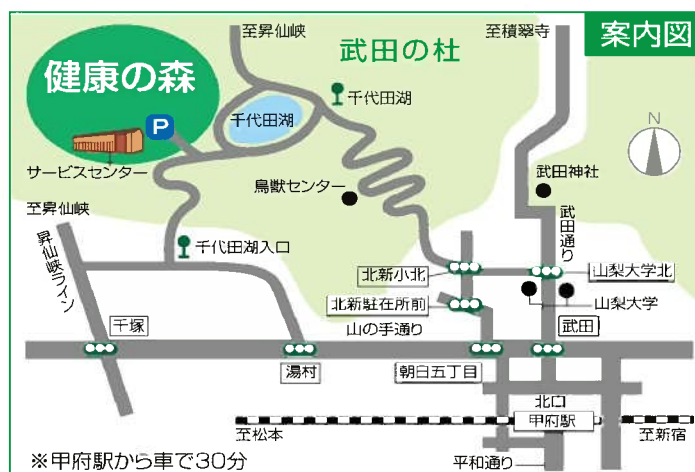 至昇仙峡
武田の杜
至積翠寺
案内図
健康の森
千代田湖
千代田湖
P
N
サービスセンター
鳥獣センター
武田神社
至昇仙峡
昇仙峡ライン
千代田湖入口
武田通り
北新小北
山梨大学北
北新駐在所前
山梨大学
千塚
山の手通り
武田
湯村
朝日五丁目
北口
甲府駅
至松本
至新宿
平和通り
※甲府駅から車で30分